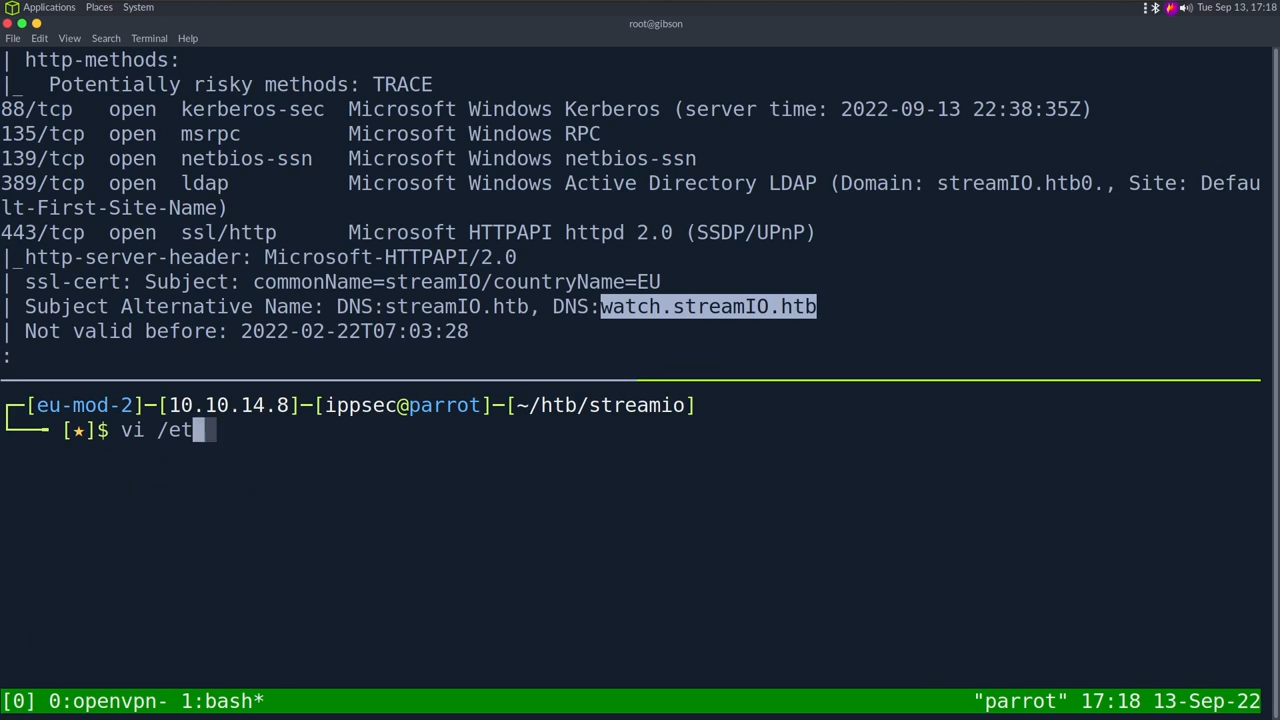 Applications Places System Tue Sep 13, 17:18
root@gibson
File Edit View Search Terminal Help
| http-methods:
|_  Potentially risky methods: TRACE
88/tcp   open  kerberos-sec  Microsoft Windows Kerberos (server time: 2022-09-13 22:38:35Z)
135/tcp  open  msrpc         Microsoft Windows RPC
139/tcp  open  netbios-ssn   Microsoft Windows netbios-ssn
389/tcp  open  ldap          Microsoft Windows Active Directory LDAP (Domain: streamIO.htb0., Site: Defau
lt-First-Site-Name)
443/tcp  open  ssl/http      Microsoft HTTPAPI httpd 2.0 (SSDP/UPnP)
|_http-server-header: Microsoft-HTTPAPI/2.0
| ssl-cert: Subject: commonName=streamIO/countryName=EU
| Subject Alternative Name: DNS:streamIO.htb, DNS:watch.streamIO.htb
| Not valid before: 2022-02-22T07:03:28
:
┌─[eu-mod-2]─[10.10.14.8]─[ippsec@parrot]─[~/htb/streamio]
└──╼ [★]$ vi /et
[0] 0:openvpn- 1:bash* "parrot" 17:18 13-Sep-22